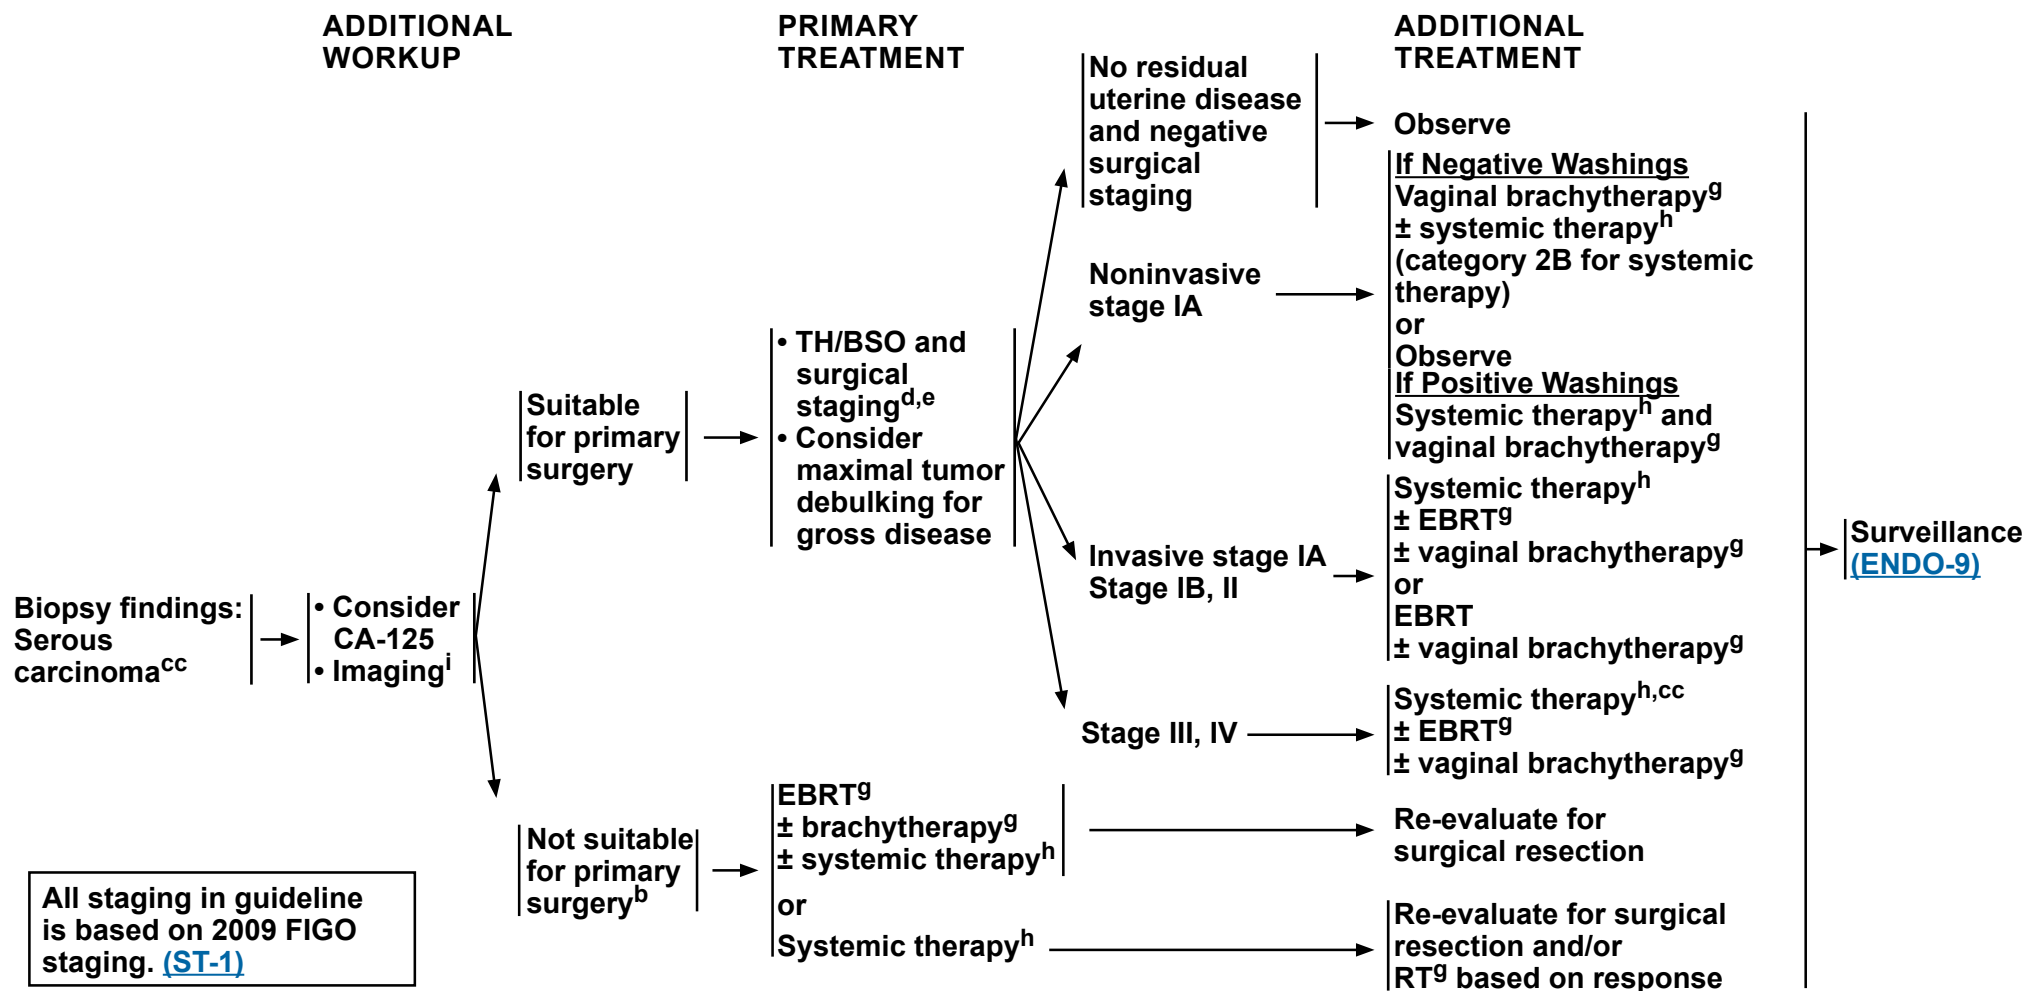 ADDITIONAL
WORKUP
PRIMARY
TREATMENT
ADDITIONAL
TREATMENT
Biopsy findings:
Serous
carcinomacc
• Consider
CA-125
• Imagingi
Suitable
for primary
surgery
• TH/BSO and
surgical
stagingd,e
• Consider
maximal tumor
debulking for
gross disease
No residual
uterine disease
and negative
surgical
staging
Observe
Noninvasive
stage IA
If Negative Washings
Vaginal brachytherapyg
± systemic therapyh
(category 2B for systemic
therapy)
or
Observe
If Positive Washings
Systemic therapyh and
vaginal brachytherapyg
Invasive stage IA
Stage IB, II
Systemic therapyh
± EBRTg
± vaginal brachytherapyg
or
EBRT
± vaginal brachytherapyg
Stage III, IV
Systemic therapyh,cc
± EBRTg
± vaginal brachytherapyg
Not suitable
for primary
surgeryb
EBRTg
± brachytherapyg
± systemic therapyh
or
Systemic therapyh
Re-evaluate for
surgical resection
Re-evaluate for surgical
resection and/or
RTg based on response
Surveillance
(ENDO-9)
All staging in guideline
is based on 2009 FIGO
staging. (ST-1)